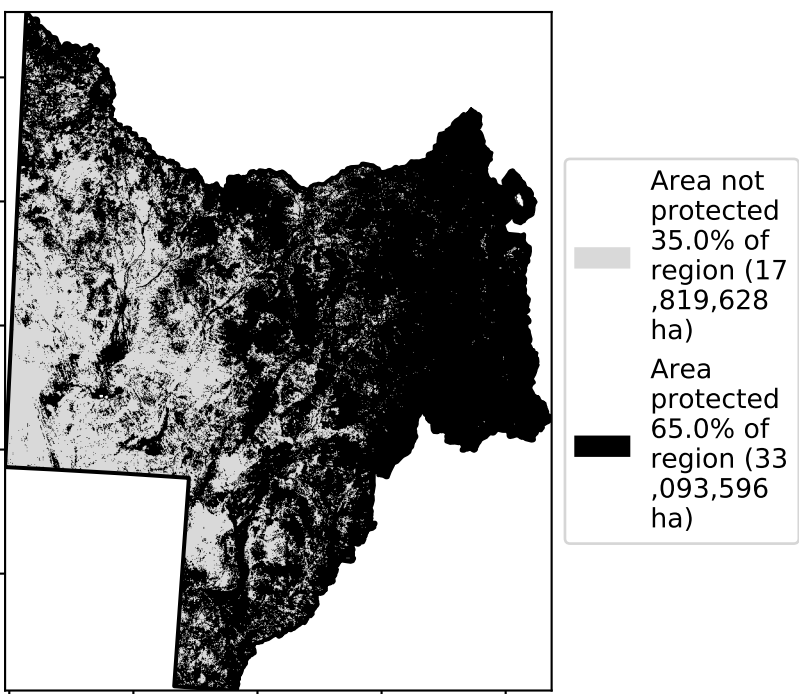 Area not
protected
35.0% of
region (17
,819,628
ha)
Area
protected
65.0% of
region (33
,093,596
ha)